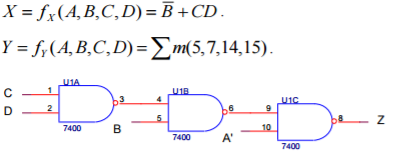 X = f_X(A,B,C,D) = B̅ + CD .
Y = f_Y(A,B,C,D) = ∑ m(5,7,14,15) .
U1A
C 1
D 2
3
7400
U1B
4
B 5
6
7400
U1C
9
A' 10
8 Z
7400